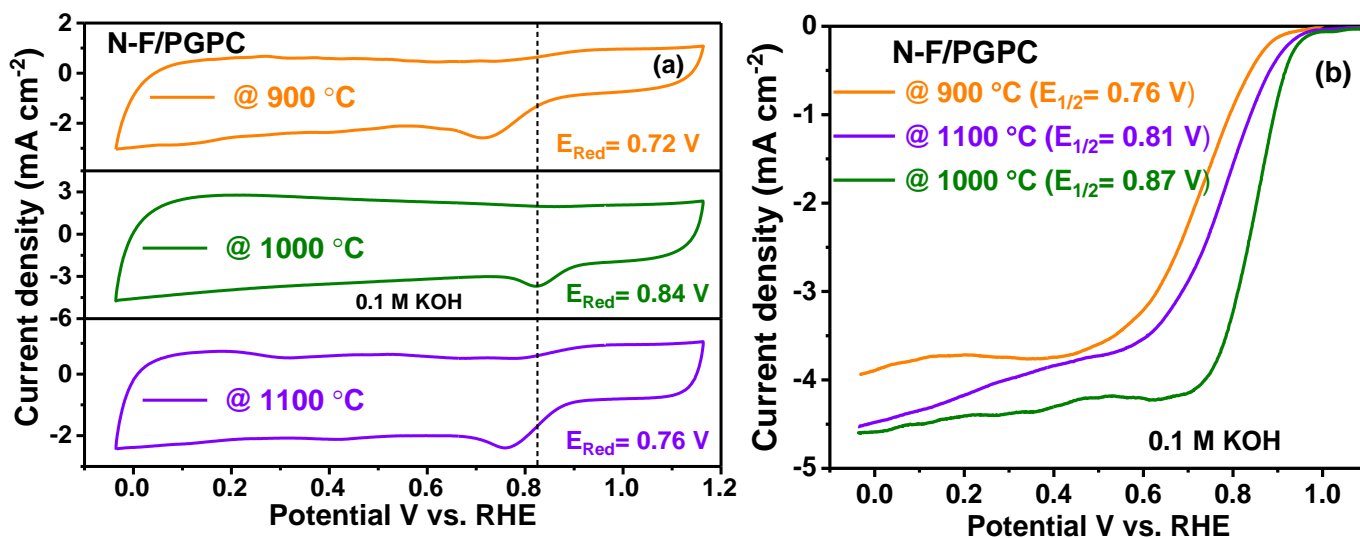 N-F/PGPC
(a)
@ 900 °C
E_Red= 0.72 V
@ 1000 °C
0.1 M KOH
E_Red= 0.84 V
@ 1100 °C
E_Red= 0.76 V
Current density (mA cm⁻²)
2
0
-2
3
0
-3
-6
0
-2
0.0 0.2 0.4 0.6 0.8 1.0 1.2
Potential V vs. RHE
N-F/PGPC
(b)
@ 900 °C (E_1/2= 0.76 V)
@ 1100 °C (E_1/2= 0.81 V)
@ 1000 °C (E_1/2= 0.87 V)
0.1 M KOH
Current density (mA cm⁻²)
0
-1
-2
-3
-4
-5
0.0 0.2 0.4 0.6 0.8 1.0
Potential V vs. RHE